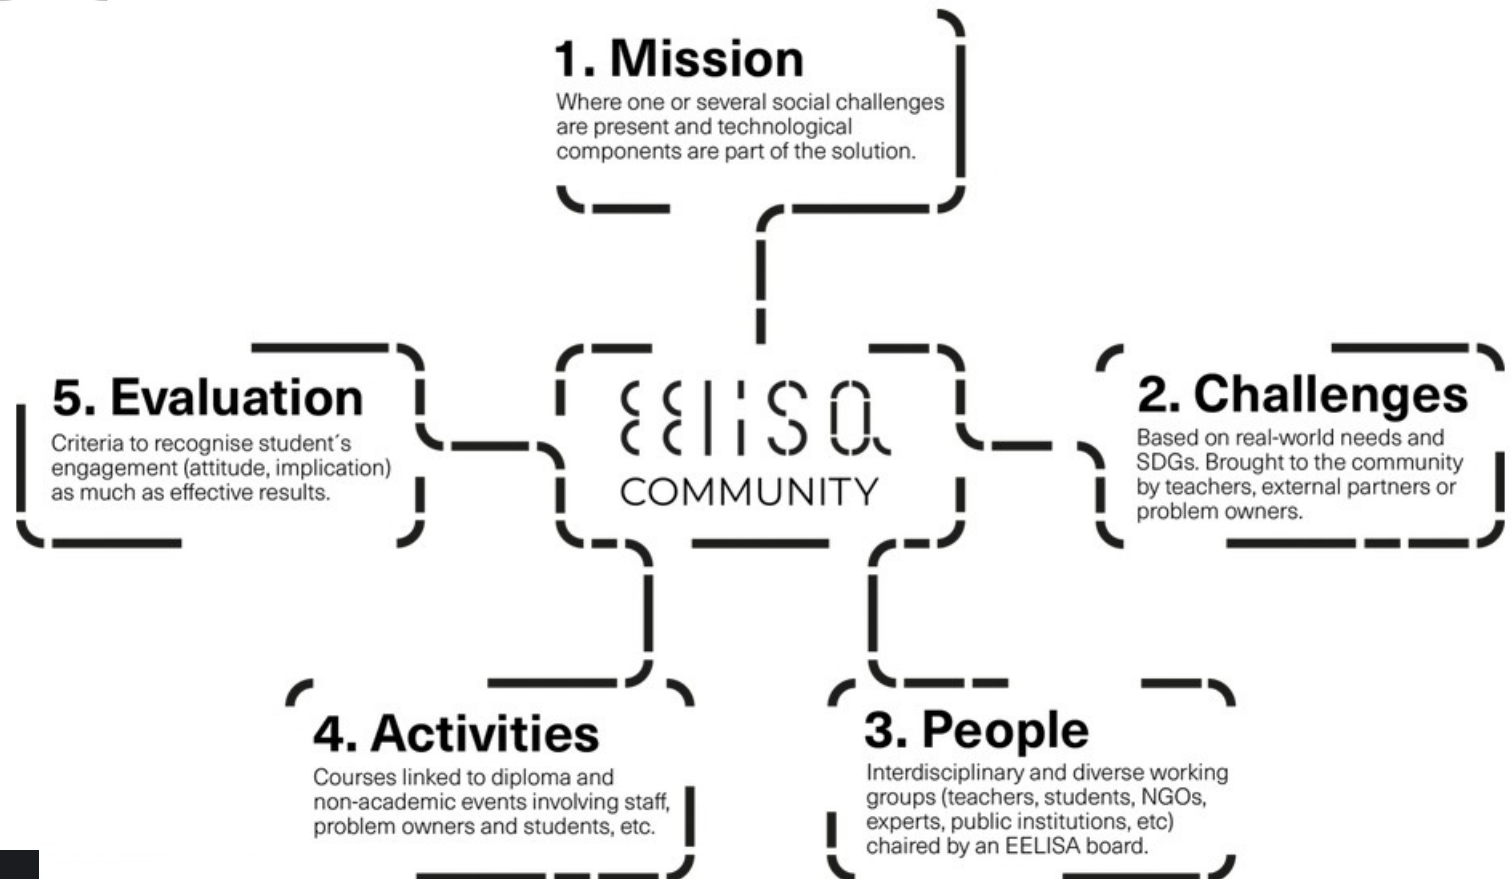 1. Mission
Where one or several social challenges
are present and technological
components are part of the solution.
5. Evaluation
Criteria to recognise student´s
engagement (attitude, implication)
as much as effective results.
EELISA
COMMUNITY
2. Challenges
Based on real-world needs and
SDGs. Brought to the community
by teachers, external partners or
problem owners.
4. Activities
Courses linked to diploma and
non-academic events involving staff,
problem owners and students, etc.
3. People
Interdisciplinary and diverse working
groups (teachers, students, NGOs,
experts, public institutions, etc)
chaired by an EELISA board.